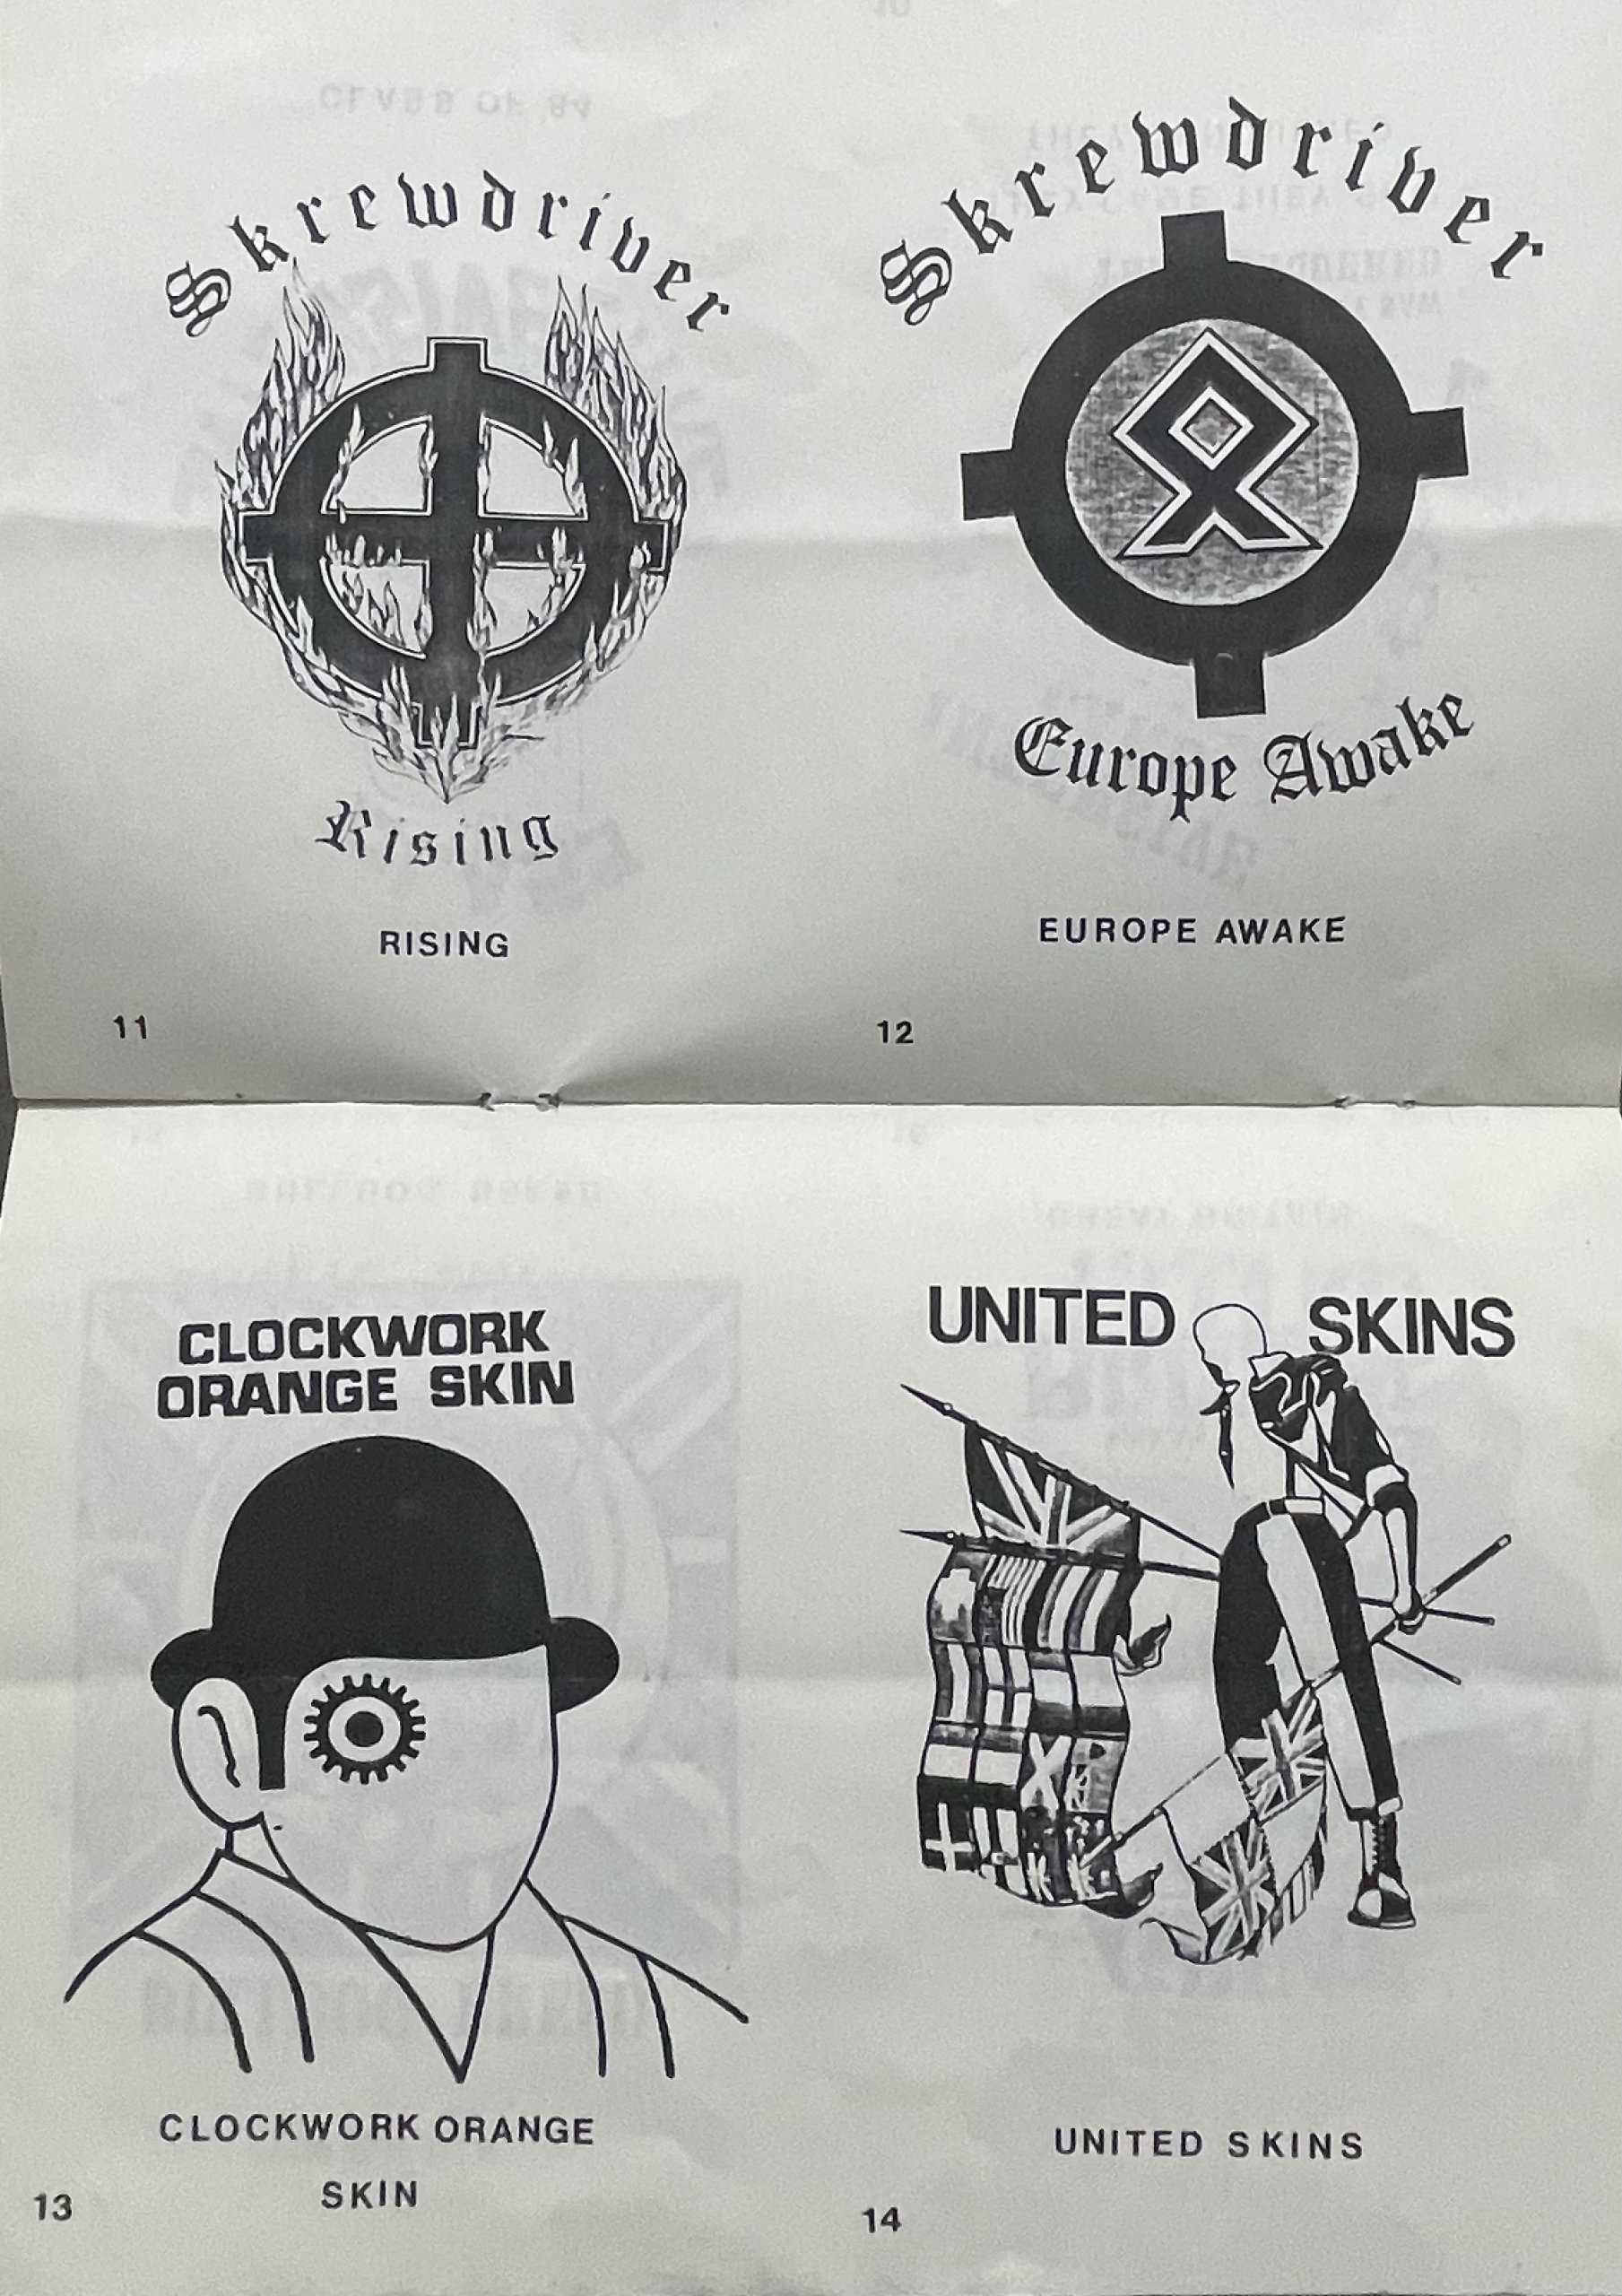 Skrewdriver
Rising
RISING
11
Skrewdriver
Europe Awake
EUROPE AWAKE
12
CLOCKWORK
ORANGE SKIN
CLOCKWORK ORANGE
SKIN
13
UNITED SKINS
UNITED SKINS
14